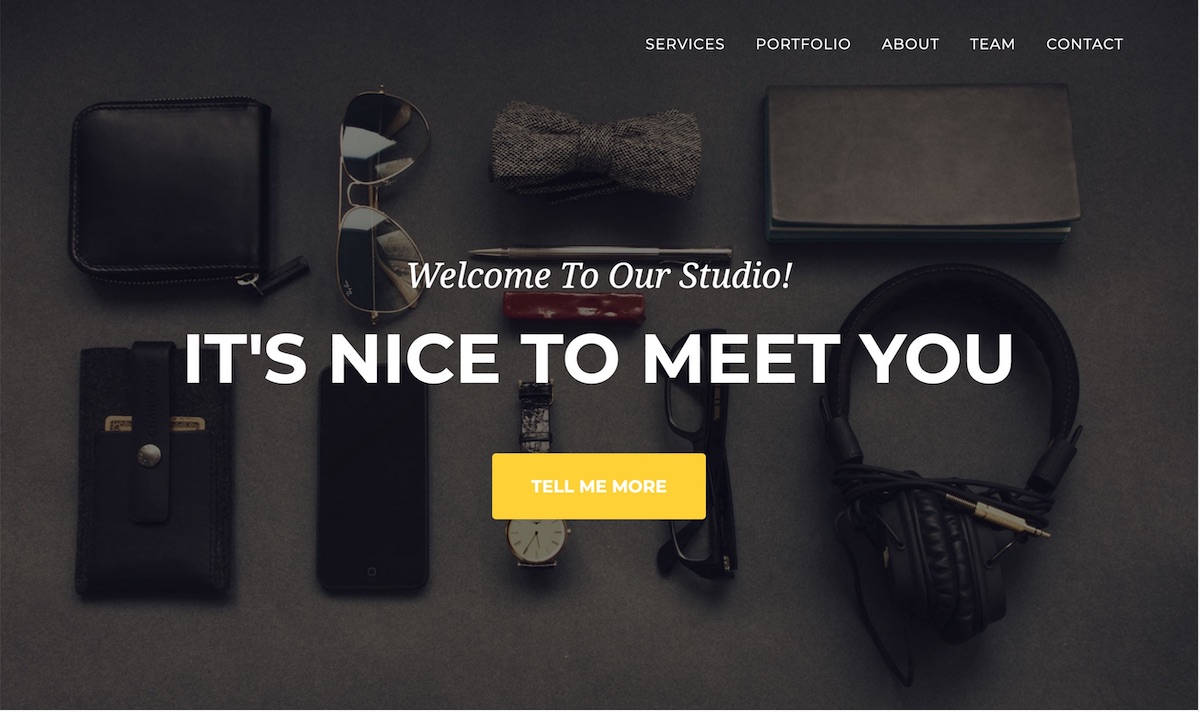 SERVICES PORTFOLIO ABOUT TEAM CONTACT
Welcome To Our Studio!
IT'S NICE TO MEET YOU
TELL ME MORE